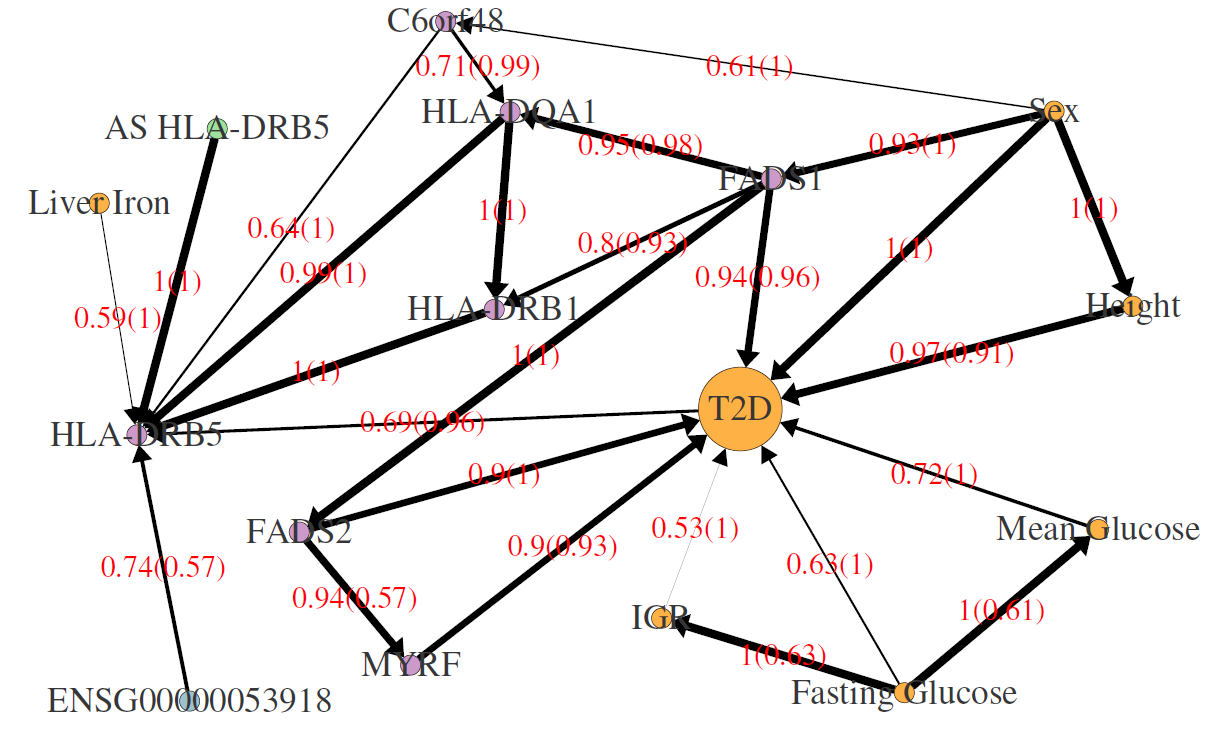 C6orf48
0.71(0.99)
0.61(1)
HLA-DQA1
Sex
AS HLA-DRB5
0.95(0.98)
0.93(1)
FADS1
Liver Iron
1(1)
1(1)
0.64(1)
0.8(0.93)
1(1)
0.99(1)
0.94(0.96)
1(1)
0.59(1)
HLA-DRB1
Height
1(1)
0.97(0.91)
1(1)
T2D
0.69(0.96)
HLA-DRB5
0.9(1)
0.72(1)
FADS2
0.53(1)
Mean Glucose
0.9(0.93)
0.74(0.57)
0.63(1)
0.94(0.57)
IGR
1(0.61)
MYRF
1(0.63)
ENSG00000053918
Fasting Glucose